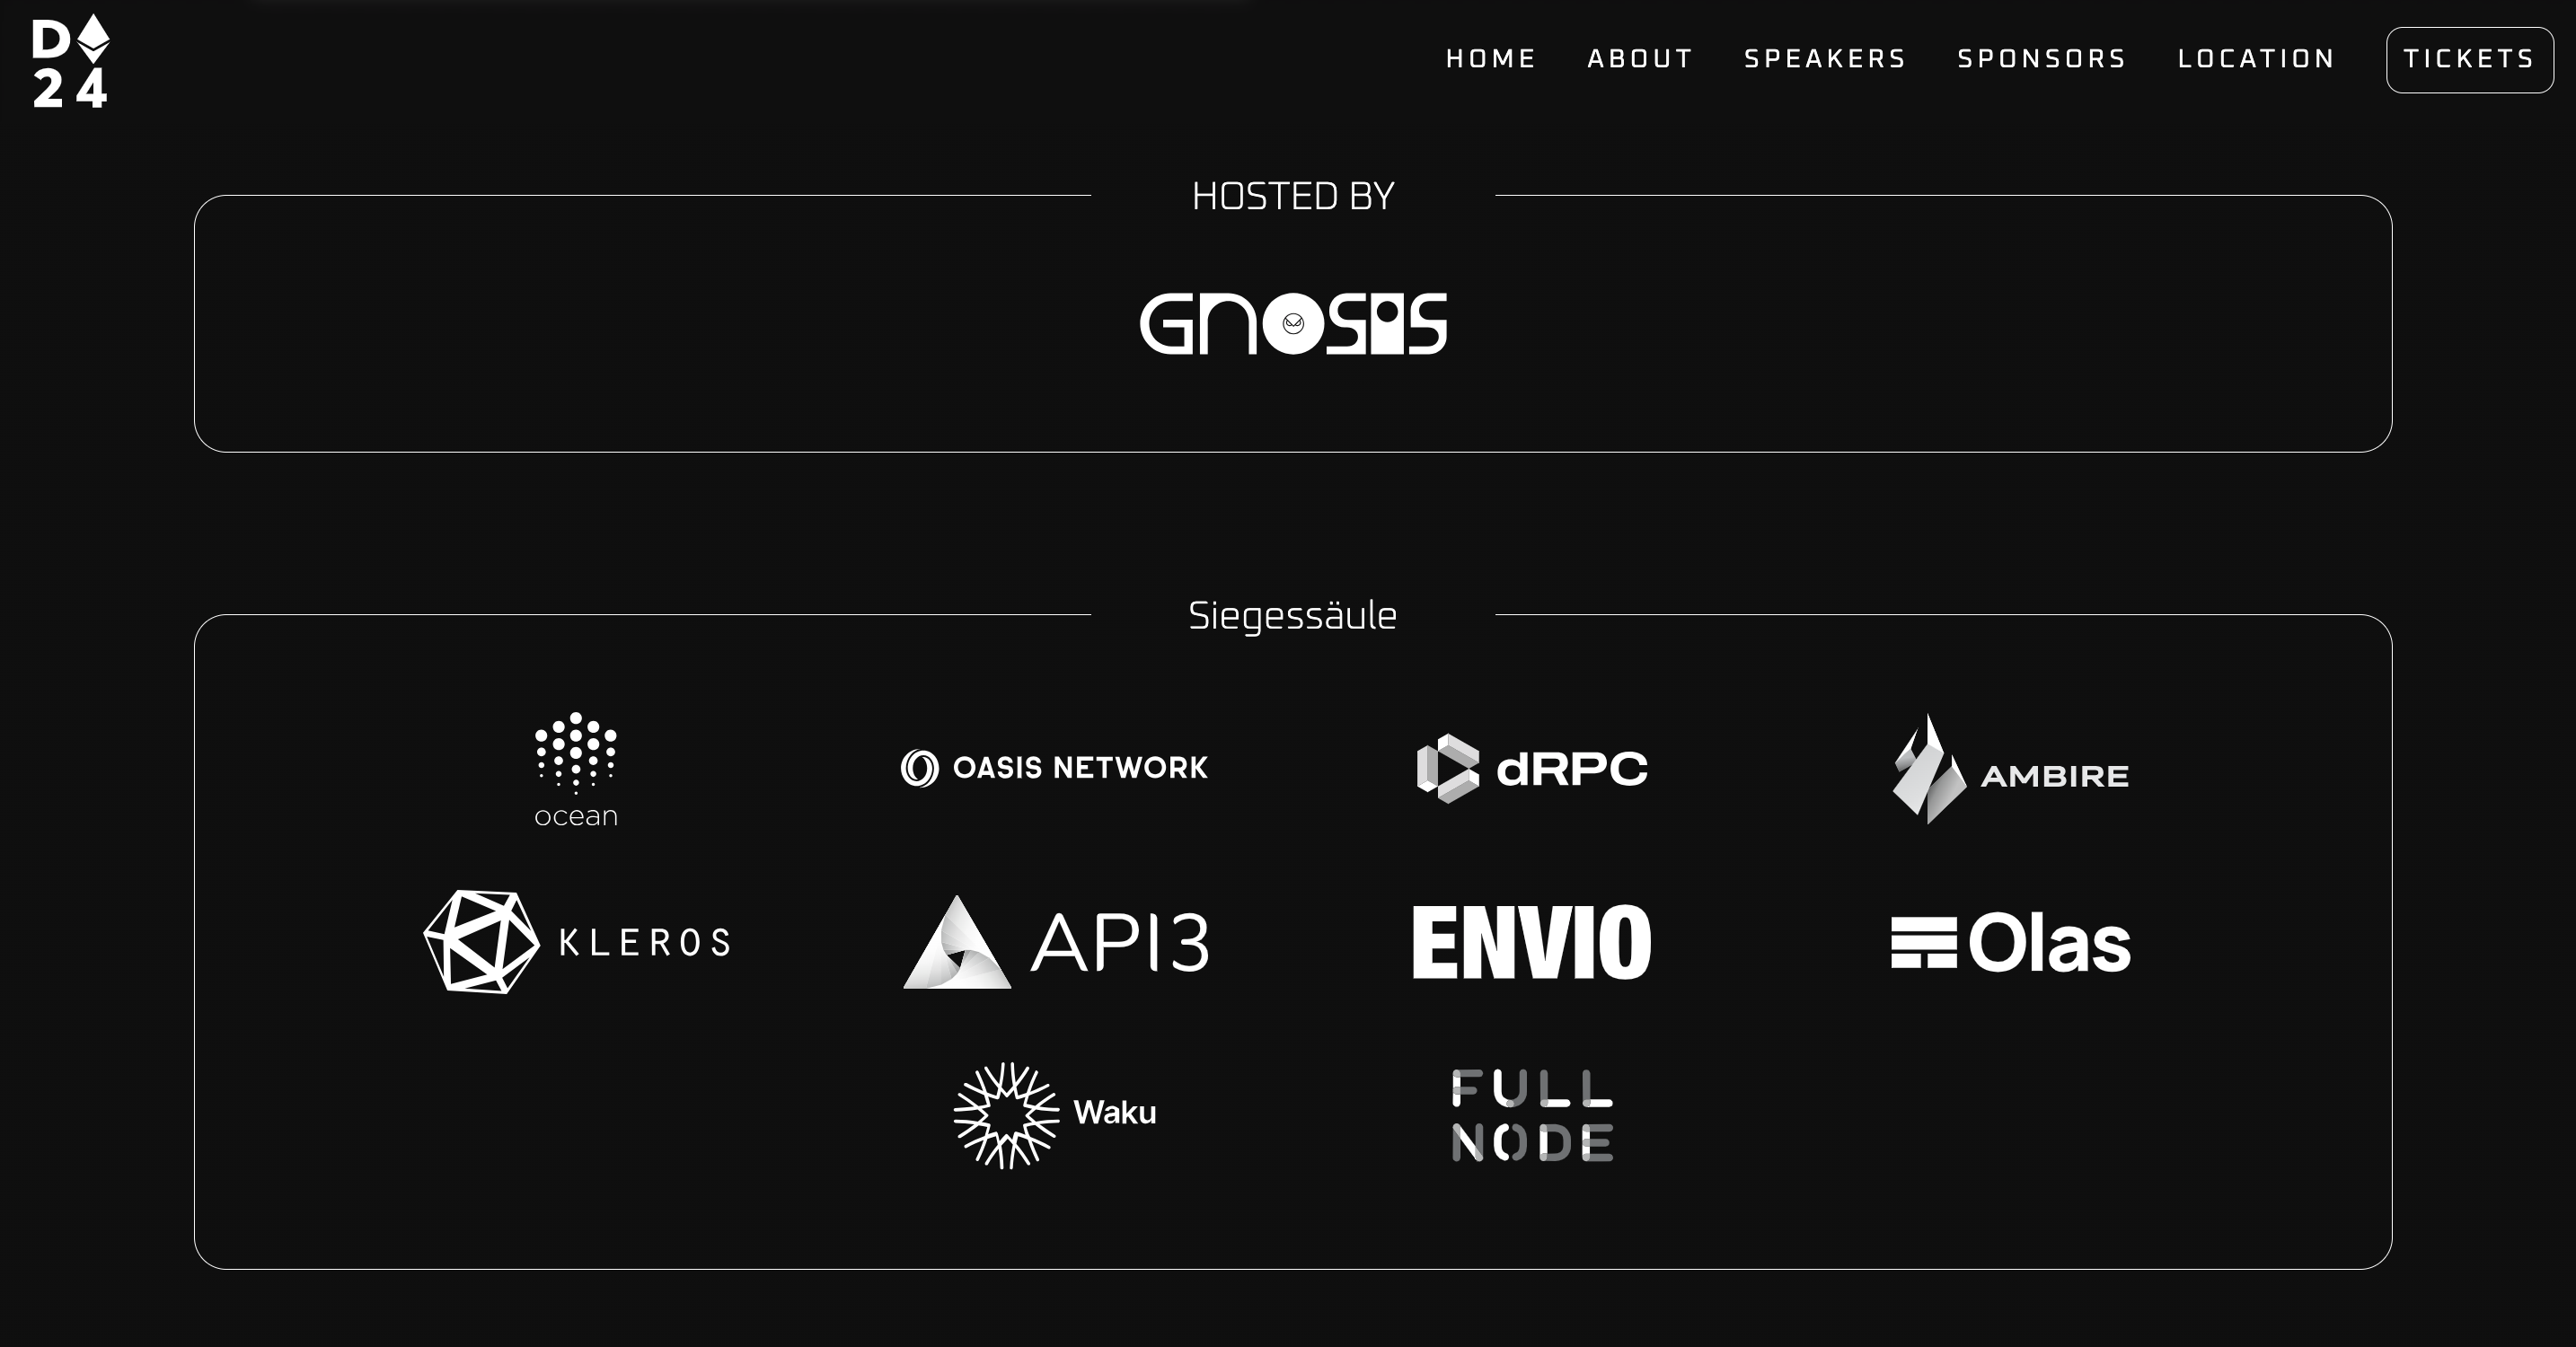 D
24
HOME ABOUT SPEAKERS SPONSORS LOCATION TICKETS
HOSTED BY
GNOSIS
Siegessäule
ocean
OASIS NETWORK
dRPC
AMBIRE
KLEROS
API3
ENVIO
Olas
Waku
FULL
NODE